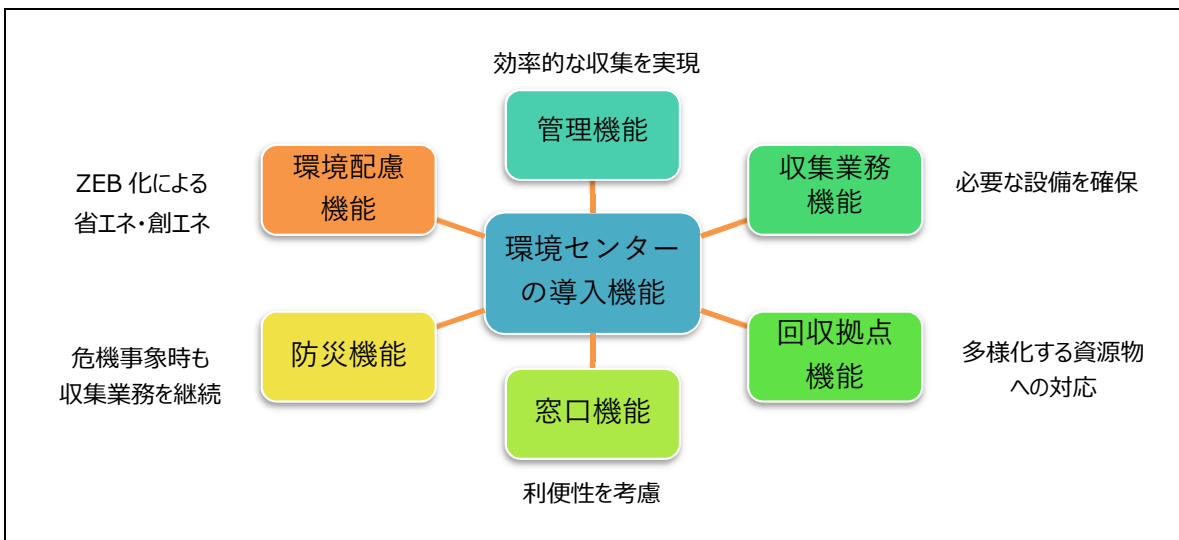 効率的な収集を実現
管理機能
環境配慮
機能
ZEB 化による
省エネ・創エネ
収集業務
機能
必要な設備を確保
環境センター
の導入機能
防災機能
危機事象時も
収集業務を継続
回収拠点
機能
多様化する資源物
への対応
窓口機能
利便性を考慮